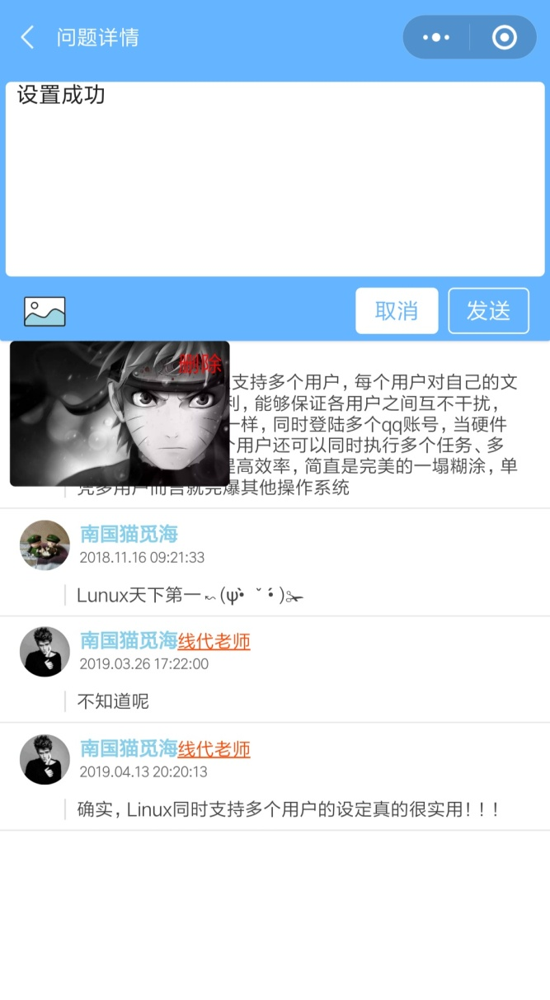 问题详情
设置成功
取消
发送
删除
支持多个用户，每个用户对自己的文
，能够保证各用户之间互不干扰，
一样，同时登陆多个qq账号，当硬件
个用户还可以同时执行多个任务、多
提高效率，简直是完美的一塌糊涂，单
凭多用户而言就完爆其他操作系统
南国猫觅海
2018.11.16 09:21:33
Lunux天下第一~(ψ•̀ ˇ •́)✂
南国猫觅海线代老师
2019.03.26 17:22:00
不知道呢
南国猫觅海线代老师
2019.04.13 20:20:13
确实，Linux同时支持多个用户的设定真的很实用！！！